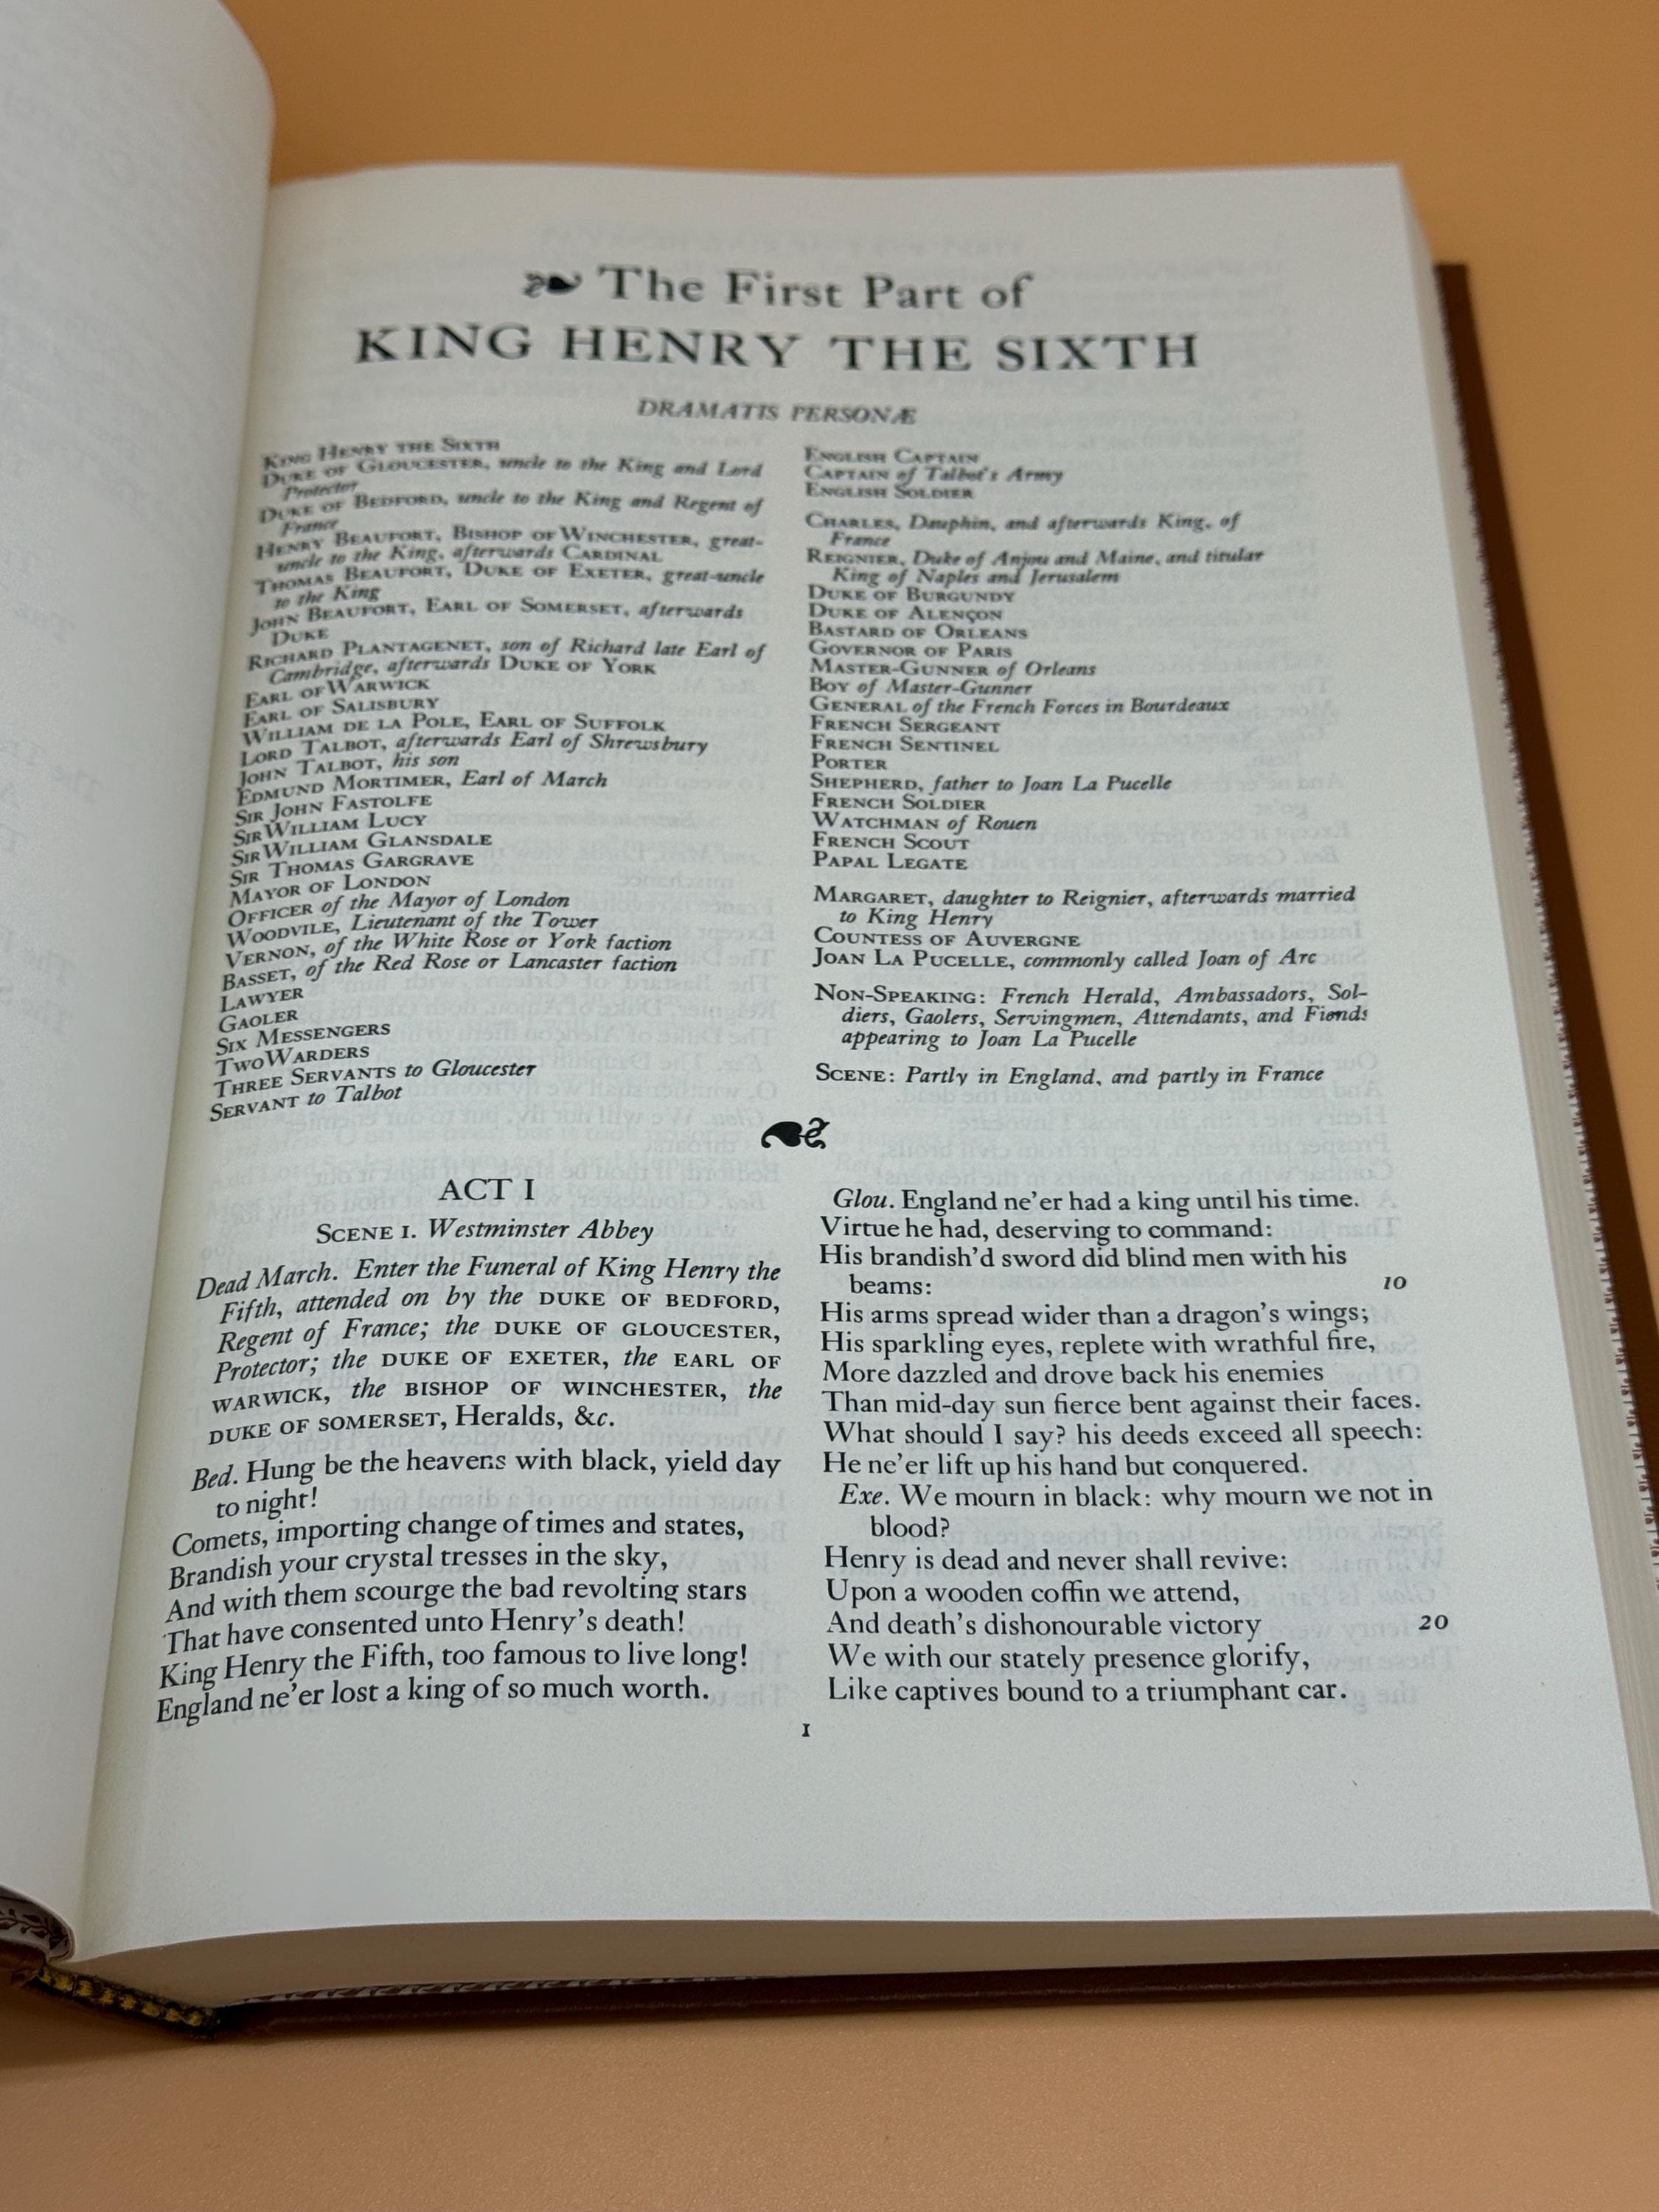 The First Part of
KING HENRY THE SIXTH
DRAMATIS PERSONÆ
KING HENRY THE SIXTH
DUKE OF GLOUCESTER, uncle to the King and Lord
Protector
DUKE OF BEDFORD, uncle to the King and Regent of
France
HENRY BEAUFORT, BISHOP OF WINCHESTER, great-
uncle to the King, afterwards CARDINAL
THOMAS BEAUFORT, DUKE OF EXETER, great-uncle
to the King
JOHN BEAUFORT, EARL OF SOMERSET, afterwards
DUKE
RICHARD PLANTAGENET, son of Richard late Earl of
Cambridge, afterwards DUKE OF YORK
EARL OF WARWICK
EARL OF SALISBURY
WILLIAM DE LA POLE, EARL OF SUFFOLK
LORD TALBOT, afterwards Earl of Shrewsbury
JOHN TALBOT, his son
EDMUND MORTIMER, Earl of March
SIR JOHN FASTOLFE
SIR WILLIAM LUCY
SIR WILLIAM GLANSDALE
SIR THOMAS GARGRAVE
MAYOR OF LONDON
OFFICER of the Mayor of London
WOODVILE, Lieutenant of the Tower
VERNON, of the White Rose or York faction
BASSET, of the Red Rose or Lancaster faction
LAWYER
GAOLER
SIX MESSENGERS
TWO WARDERS
THREE SERVANTS to Gloucester
SERVANT to Talbot
ENGLISH CAPTAIN
CAPTAIN of Talbot's Army
ENGLISH SOLDIER
CHARLES, Dauphin, and afterwards King, of
France
REIGNIER, Duke of Anjou and Maine, and titular
King of Naples and Jerusalem
DUKE OF BURGUNDY
DUKE OF ALENÇON
BASTARD OF ORLEANS
GOVERNOR OF PARIS
MASTER-GUNNER of Orleans
BOY of Master-Gunner
GENERAL of the French Forces in Bourdeaux
FRENCH SERGEANT
FRENCH SENTINEL
PORTER
SHEPHERD, father to Joan La Pucelle
FRENCH SOLDIER
WATCHMAN of Rouen
FRENCH SCOUT
PAPAL LEGATE
MARGARET, daughter to Reignier, afterwards married
to King Henry
COUNTESS OF AUVERGNE
JOAN LA PUCELLE, commonly called Joan of Arc
NON-SPEAKING: French Herald, Ambassadors, Sol-
diers, Gaolers, Servingmen, Attendants, and Fiends
appearing to Joan La Pucelle
SCENE: Partly in England, and partly in France
ACT I
SCENE I. Westminster Abbey
Dead March. Enter the Funeral of King Henry the
Fifth, attended on by the DUKE OF BEDFORD,
Regent of France; the DUKE OF GLOUCESTER,
Protector; the DUKE OF EXETER, the EARL OF
WARWICK, the BISHOP OF WINCHESTER, the
DUKE OF SOMERSET, Heralds, &c.
Bed. Hung be the heavens with black, yield day
to night!
Comets, importing change of times and states,
Brandish your crystal tresses in the sky,
And with them scourge the bad revolting stars
That have consented unto Henry's death!
King Henry the Fifth, too famous to live long!
England ne'er lost a king of so much worth.
Glou. England ne'er had a king until his time.
Virtue he had, deserving to command:
His brandish'd sword did blind men with his
beams: 10
His arms spread wider than a dragon's wings;
His sparkling eyes, replete with wrathful fire,
More dazzled and drove back his enemies
Than mid-day sun fierce bent against their faces.
What should I say? his deeds exceed all speech:
He ne'er lift up his hand but conquered.
Exe. We mourn in black: why mourn we not in
blood?
Henry is dead and never shall revive:
Upon a wooden coffin we attend,
And death's dishonourable victory 20
We with our stately presence glorify,
Like captives bound to a triumphant car.
1